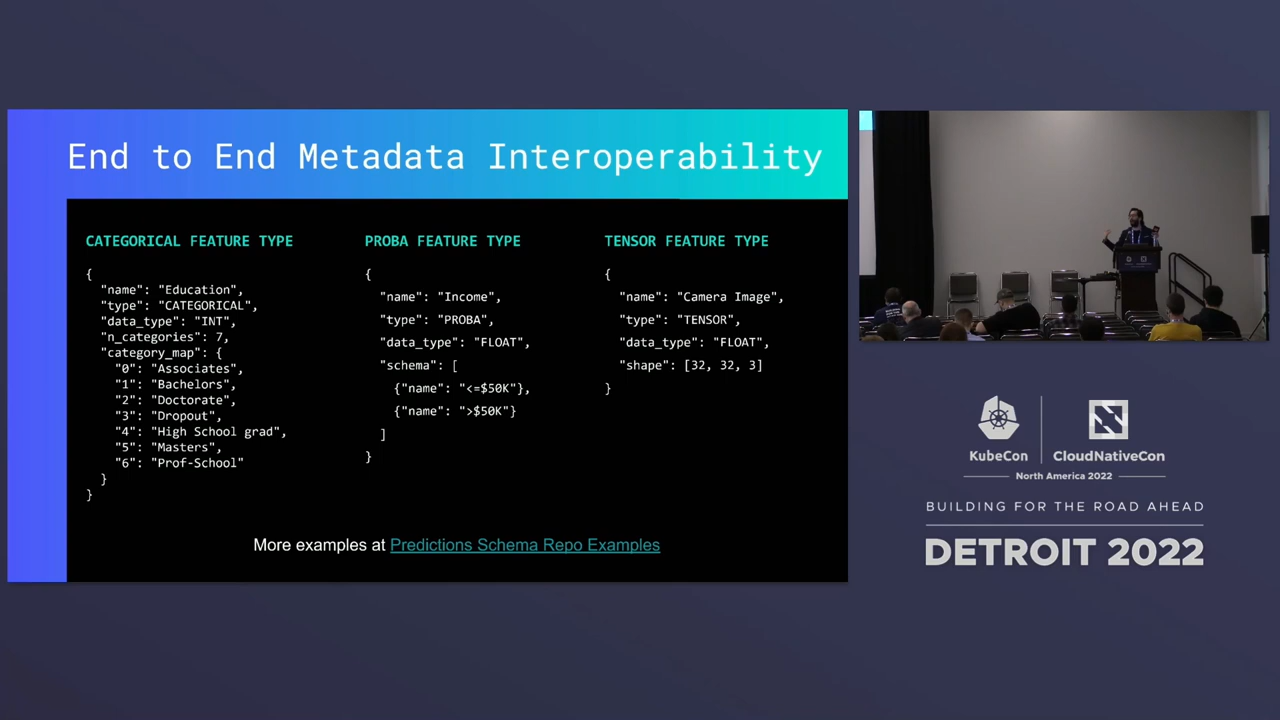 End to End Metadata Interoperability
CATEGORICAL FEATURE TYPE
{
"name": "Education",
"type": "CATEGORICAL",
"data_type": "INT",
"n_categories": 7,
"category_map": {
"0": "Associates",
"1": "Bachelors",
"2": "Doctorate",
"3": "Dropout",
"4": "High School grad",
"5": "Masters",
"6": "Prof-School"
}
}
PROBA FEATURE TYPE
{
"name": "Income",
"type": "PROBA",
"data_type": "FLOAT",
"schema": [
{"name": "<=$50K"},
{"name": ">$50K"}
]
}
TENSOR FEATURE TYPE
{
"name": "Camera Image",
"type": "TENSOR",
"data_type": "FLOAT",
"shape": [32, 32, 3]
}
More examples at Predictions Schema Repo Examples
KubeCon
CloudNativeCon
North America 2022
BUILDING FOR THE ROAD AHEAD
DETROIT 2022